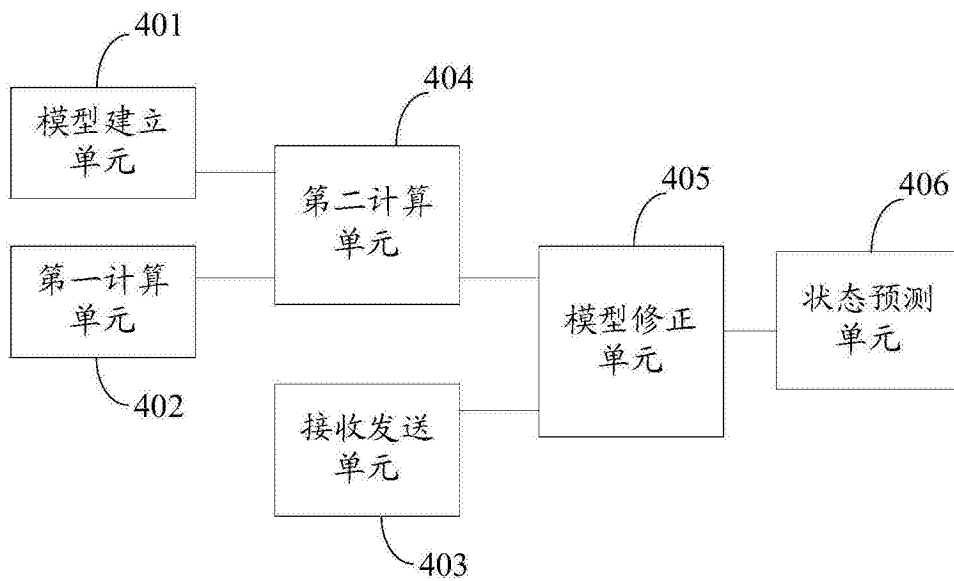 401
模型建立
单元
404
第二计算
单元
405
406
第一计算
单元
402
模型修正
单元
状态预测
单元
接收发送
单元
403